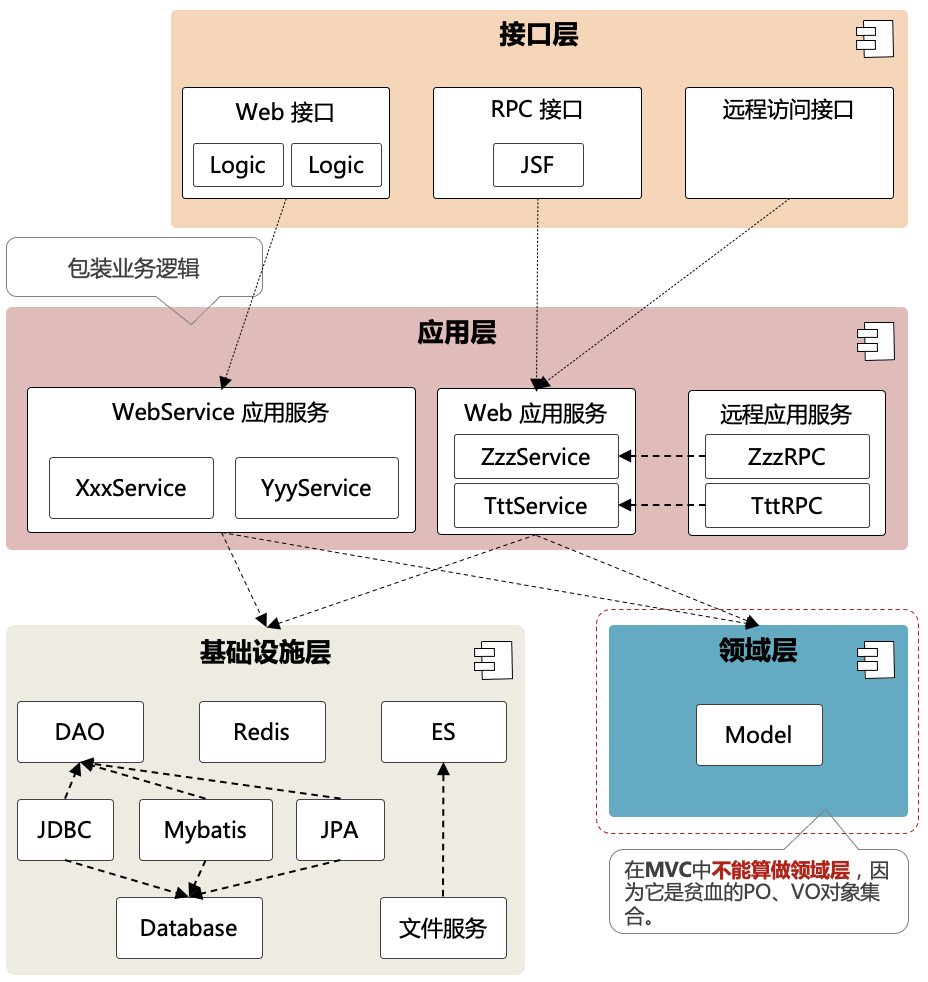 接口层
Web 接口
Logic
Logic
RPC 接口
JSF
远程访问接口
包装业务逻辑
应用层
WebService 应用服务
XxxService
YyyService
Web 应用服务
ZzzService
TttService
远程应用服务
ZzzRPC
TttRPC
基础设施层
DAO
Redis
ES
JDBC
Mybatis
JPA
Database
文件服务
领域层
Model
在MVC中不能算做领域层，因
为它是贫血的PO、VO对象集
合。